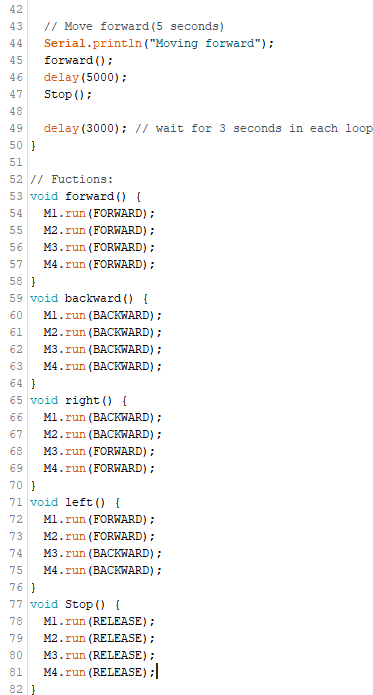 42
43 // Move forward(5 seconds)
44 Serial.println("Moving forward");
45 forward();
46 delay(5000);
47 Stop();
48
49 delay(3000); // wait for 3 seconds in each loop
50 }
51
52 // Fuctions:
53 void forward() {
54 M1.run(FORWARD);
55 M2.run(FORWARD);
56 M3.run(FORWARD);
57 M4.run(FORWARD);
58 }
59 void backward() {
60 M1.run(BACKWARD);
61 M2.run(BACKWARD);
62 M3.run(BACKWARD);
63 M4.run(BACKWARD);
64 }
65 void right() {
66 M1.run(BACKWARD);
67 M2.run(BACKWARD);
68 M3.run(FORWARD);
69 M4.run(FORWARD);
70 }
71 void left() {
72 M1.run(FORWARD);
73 M2.run(FORWARD);
74 M3.run(BACKWARD);
75 M4.run(BACKWARD);
76 }
77 void Stop() {
78 M1.run(RELEASE);
79 M2.run(RELEASE);
80 M3.run(RELEASE);
81 M4.run(RELEASE);
82 }